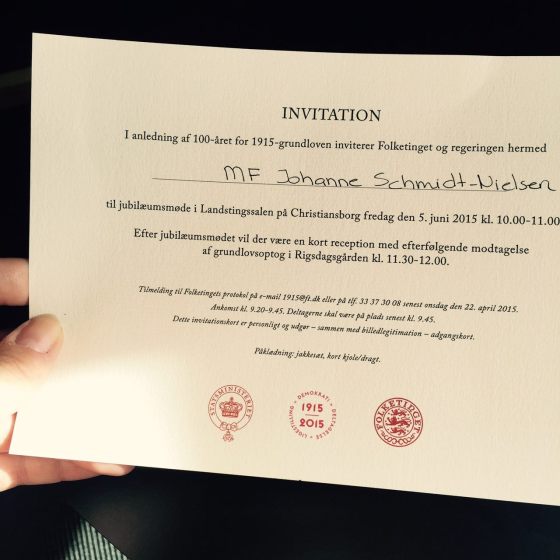 INVITATION
I anledning af 100-året for 1915-grundloven inviterer Folketinget og regeringen hermed
MF Johanne Schmidt-Nielsen
til jubilæumsmøde i Landstingssalen på Christiansborg fredag den 5. juni 2015 kl. 10.00-11.00
Efter jubilæumsmødet vil der være en kort reception med efterfølgende modtagelse
af grundlovsoptog i Rigsdagsgården kl. 11.30-12.00.
Tilmelding til Folketingets protokol på e-mail 1915@ft.dk eller på tlf. 33 37 30 08 senest onsdag den 22. april 2015.
Ankomst kl. 9.20-9.45. Deltagerne skal være på plads senest kl. 9.45.
Dette invitationskort er personligt og udgør – sammen med billedlegitimation – adgangskort.
Påklædning: jakkesæt, kort kjole/dragt.
STATSMINISTERIET
DEMOKRATI • DELTAGELSE • LIGESTILLING
1915
2015
FOLKETINGET